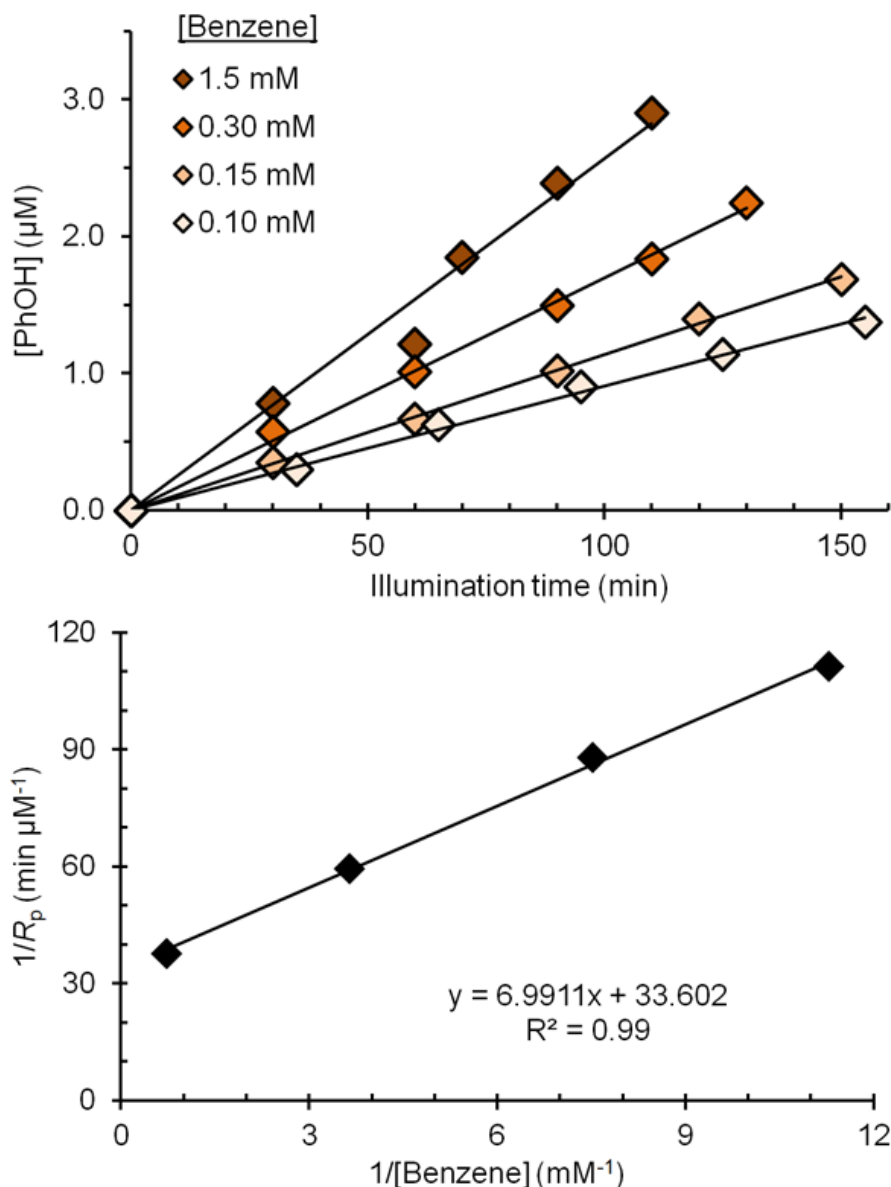 [Benzene]
1.5 mM
0.30 mM
0.15 mM
0.10 mM
3.0
2.0
1.0
0.0
[PhOH] (µM)
0
50
100
150
Illumination time (min)
120
90
60
30
0
1/Rp (min µM⁻¹)
y = 6.9911x + 33.602
R² = 0.99
0
3
6
9
12
1/[Benzene] (mM⁻¹)